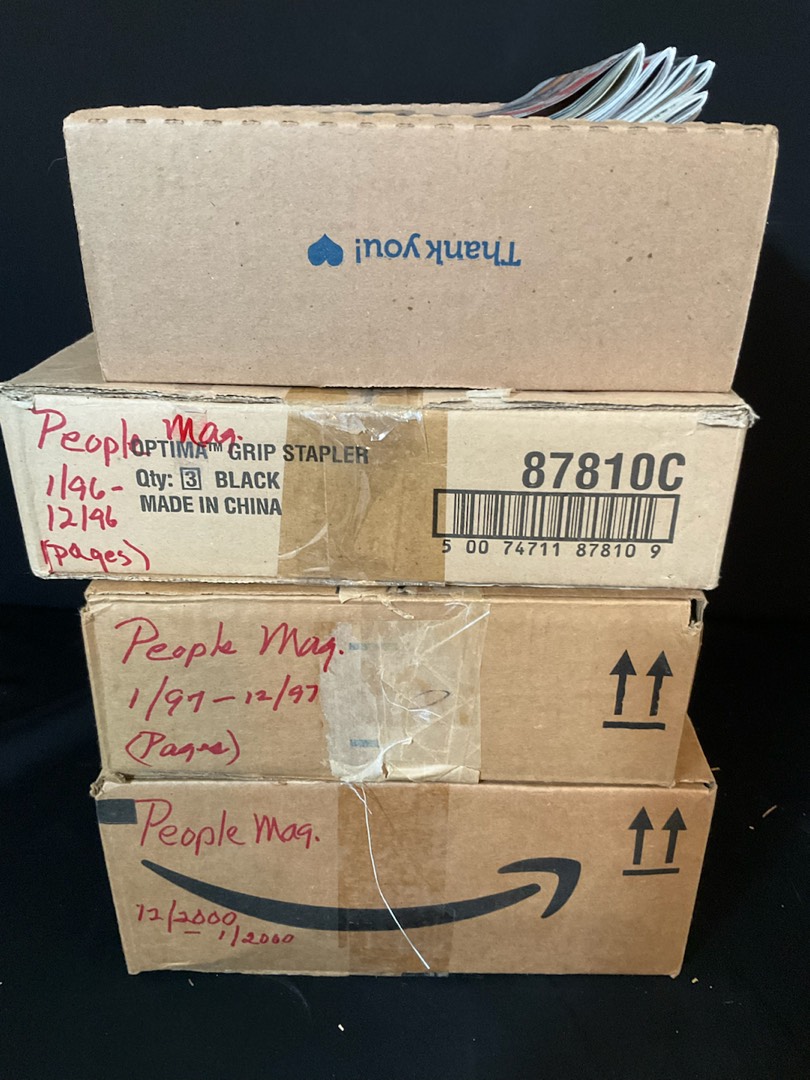 Thank you!
People Mag.
1/96-
12/96
(pages)
OPTIMA™ GRIP STAPLER
Qty: 3 BLACK
MADE IN CHINA
87810C
5 00 74711 87810 9
People Mag.
1/97-12/97
(Pages)
People Mag.
12/2000
- 1/2000